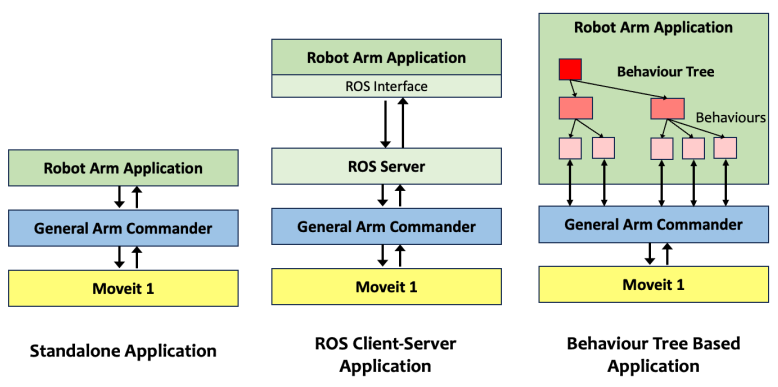 Robot Arm Application
General Arm Commander
Moveit 1
Standalone Application
Robot Arm Application
ROS Interface
ROS Server
General Arm Commander
Moveit 1
ROS Client-Server
Application
Robot Arm Application
Behaviour Tree
Behaviours
General Arm Commander
Moveit 1
Behaviour Tree Based
Application